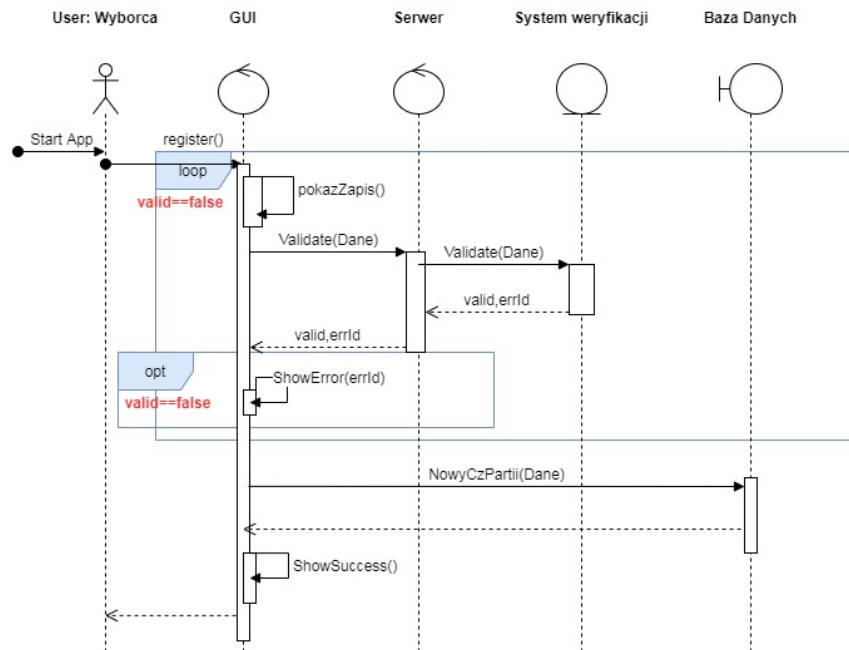 User: Wyborca
GUI
Serwer
System weryfikacji
Baza Danych
Start App
register()
loop
valid==false
pokazZapis()
Validate(Dane)
Validate(Dane)
valid,errId
valid,errId
opt
valid==false
ShowError(errId)
NowyCzPartii(Dane)
ShowSuccess()